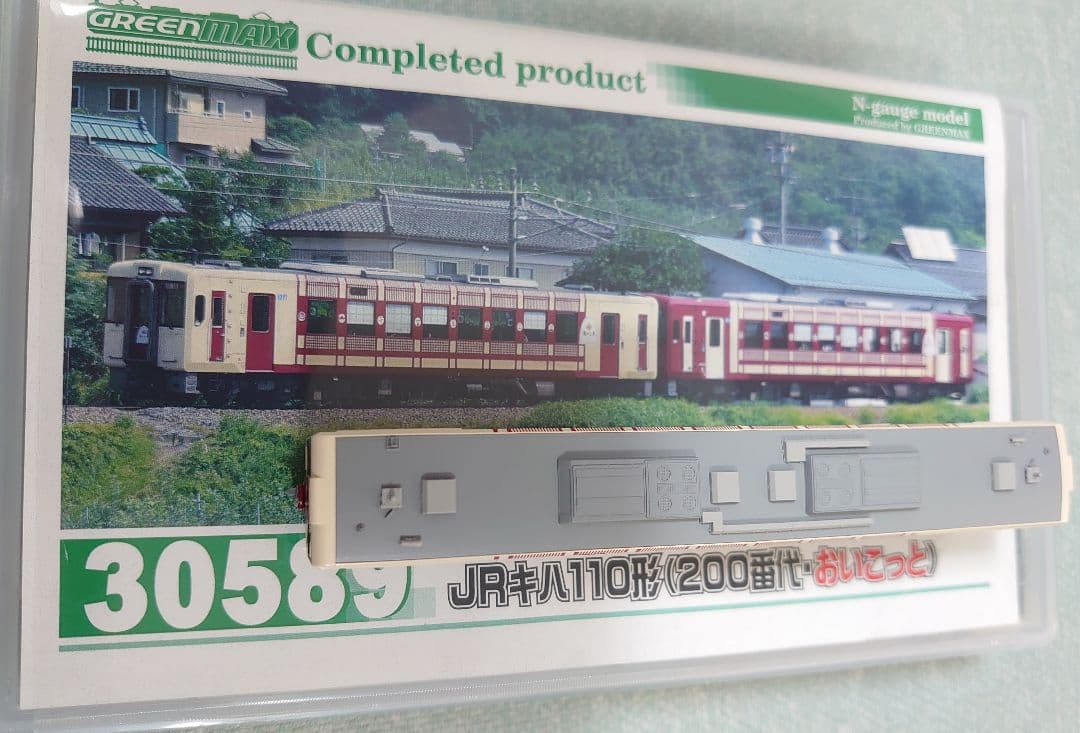 GREENMAX
Completed product
N-gauge model
Produced by GREENMAX
30589
JRキハ110形(200番代・おいこっと)